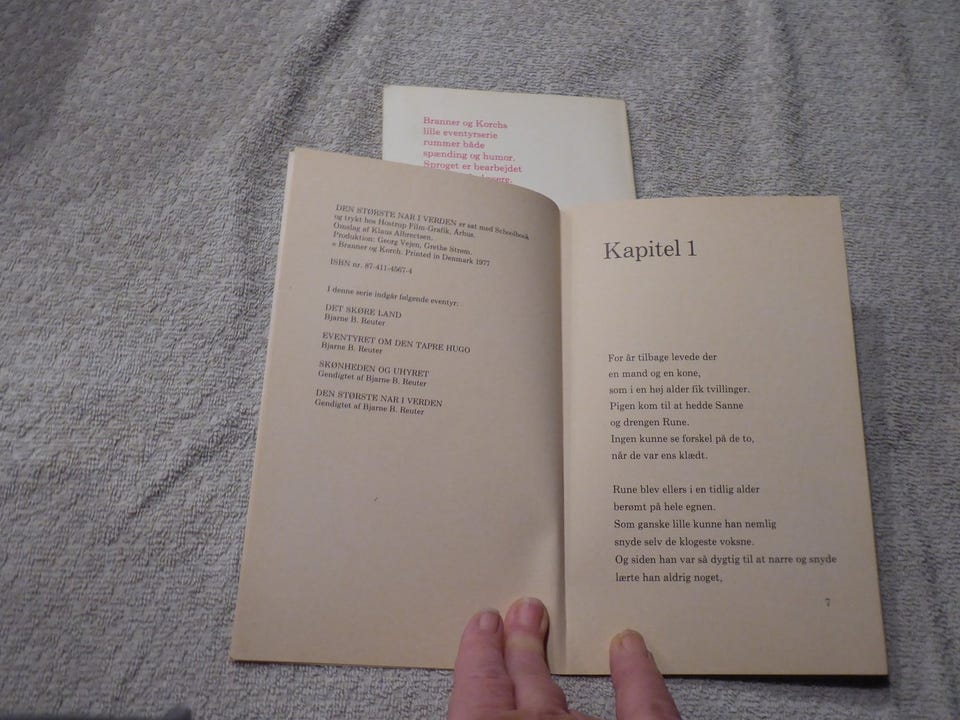 Branner og Korchs
lille eventyrserie
rummer både
spænding og humor.
Sproget er bearbejdet
DEN STØRSTE NAR I VERDEN er sat med Schoolbook
og trykt hos Hostrup Film-Grafik, Århus.
Omslag af Klaus Albrectsen.
Produktion: Georg Vejen, Grethe Strøm.
© Branner og Korch. Printed in Denmark 1977
ISBN nr. 87-411-4567-4
I denne serie indgår følgende eventyr:
DET SKØRE LAND
Bjarne B. Reuter
EVENTYRET OM DEN TAPRE HUGO
Bjarne B. Reuter
SKØNHEDEN OG UHYRET
Gendigtet af Bjarne B. Reuter
DEN STØRSTE NAR I VERDEN
Gendigtet af Bjarne B. Reuter
Kapitel 1
For år tilbage levede der
en mand og en kone,
som i en høj alder fik tvillinger.
Pigen kom til at hedde Sanne
og drengen Rune.
Ingen kunne se forskel på de to,
når de var ens klædt.
Rune blev ellers i en tidlig alder
berømt på hele egnen.
Som ganske lille kunne han nemlig
snyde selv de klogeste voksne.
Og siden han var så dygtig til at narre og snyde
lærte han aldrig noget,
7